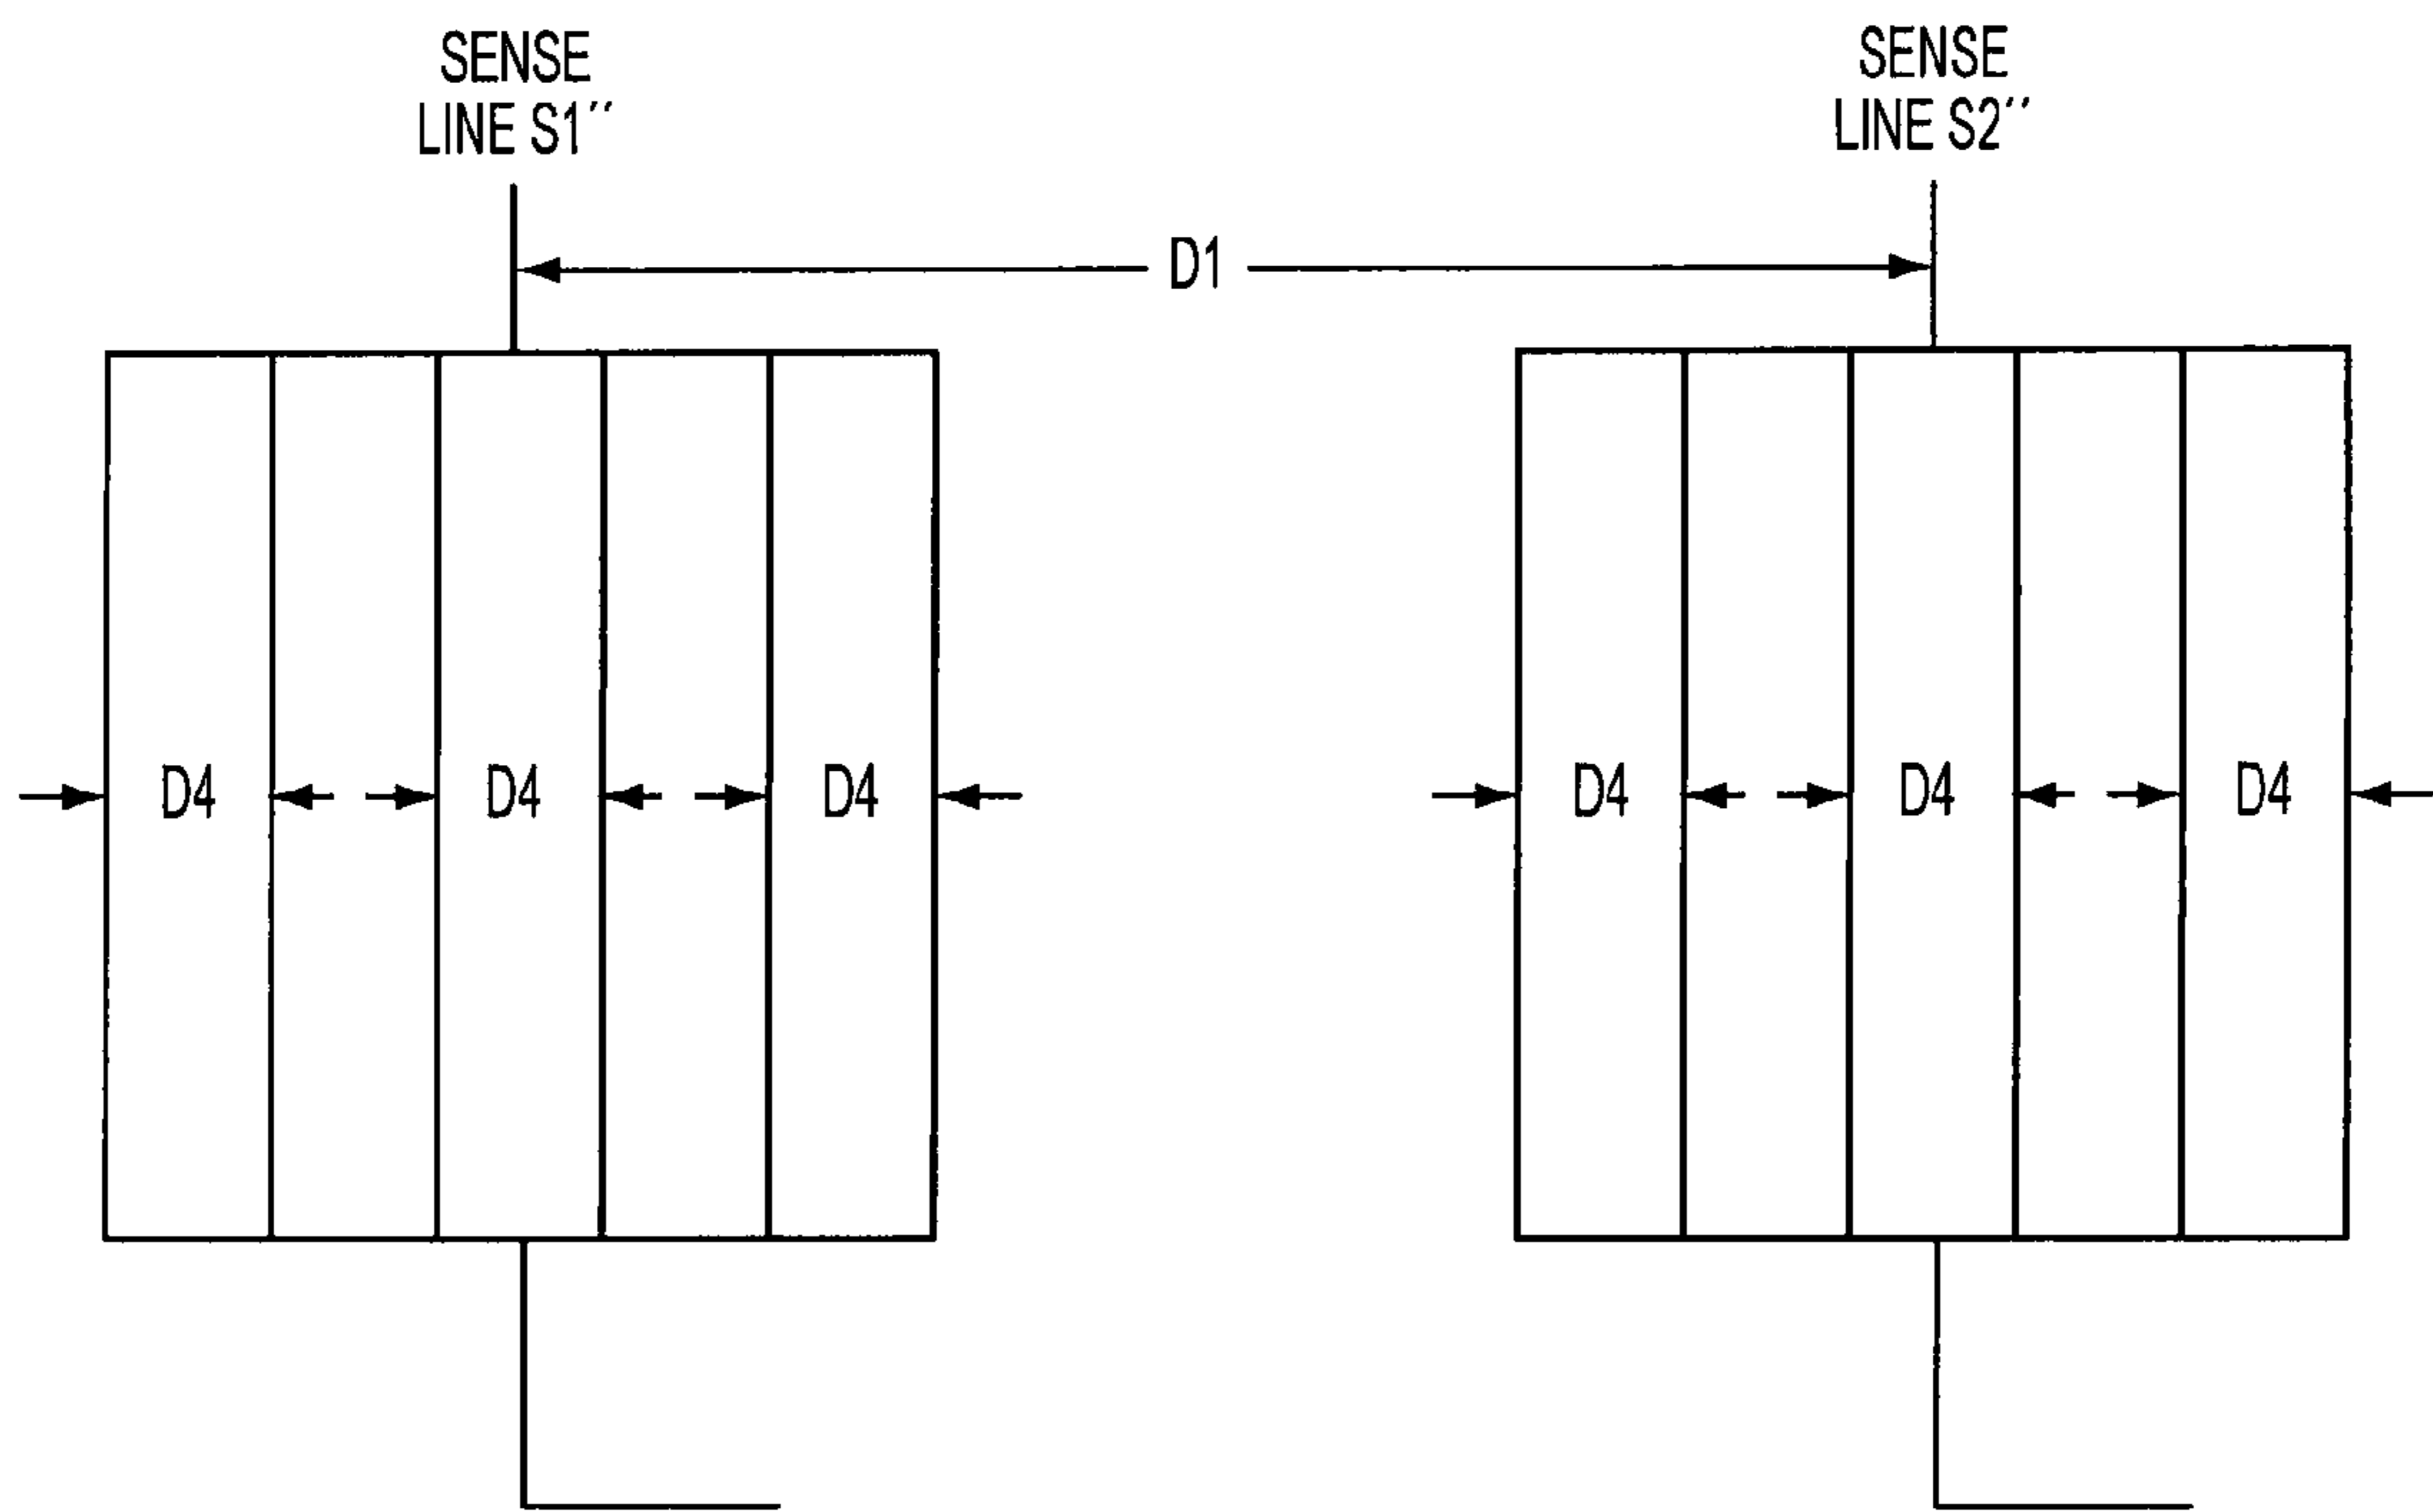 SENSE
LINE S1′′
SENSE
LINE S2′′
D1
D4 D4 D4 D4 D4 D4